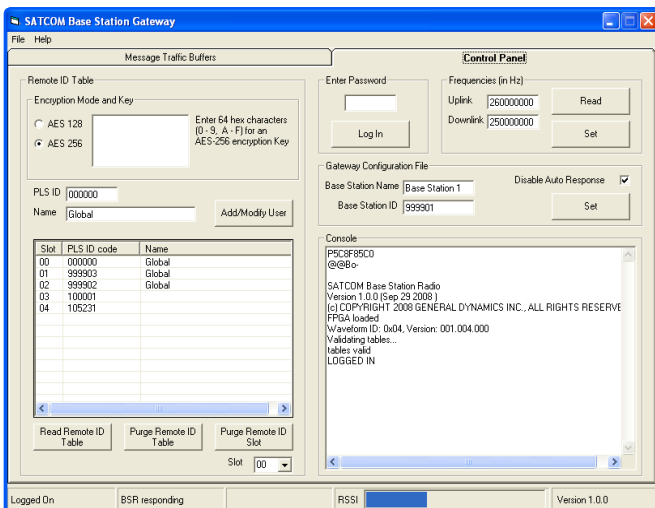 SATCOM Base Station Gateway
File Help
Message Traffic Buffers
Control Panel
Remote ID Table
Encryption Mode and Key
AES 128
AES 256
Enter 64 hex characters
(0 - 9, A - F) for an
AES-256 encryption Key
PLS ID 000000
Name Global
Add/Modify User
Slot PLS ID code Name
00 000000 Global
01 999903 Global
02 999902 Global
03 100001
04 105231
Read Remote ID
Table
Purge Remote ID
Table
Purge Remote ID
Slot
Slot 00
Enter Password
Log In
Frequencies (in Hz)
Uplink 260000000
Read
Downlink 250000000
Set
Gateway Configuration File
Base Station Name Base Station 1
Disable Auto Response
Base Station ID 999901
Set
Console
P5C8F85C0
@@Bo-
SATCOM Base Station Radio
Version 1.0.0 (Sep 29 2008 )
(c) COPYRIGHT 2008 GENERAL DYNAMICS INC., ALL RIGHTS RESERVE
FPGA loaded
Waveform ID: 0x04, Version: 001.004.000
Validating tables...
tables valid
LOGGED IN
Logged On
BSR responding
RSSI
Version 1.0.0